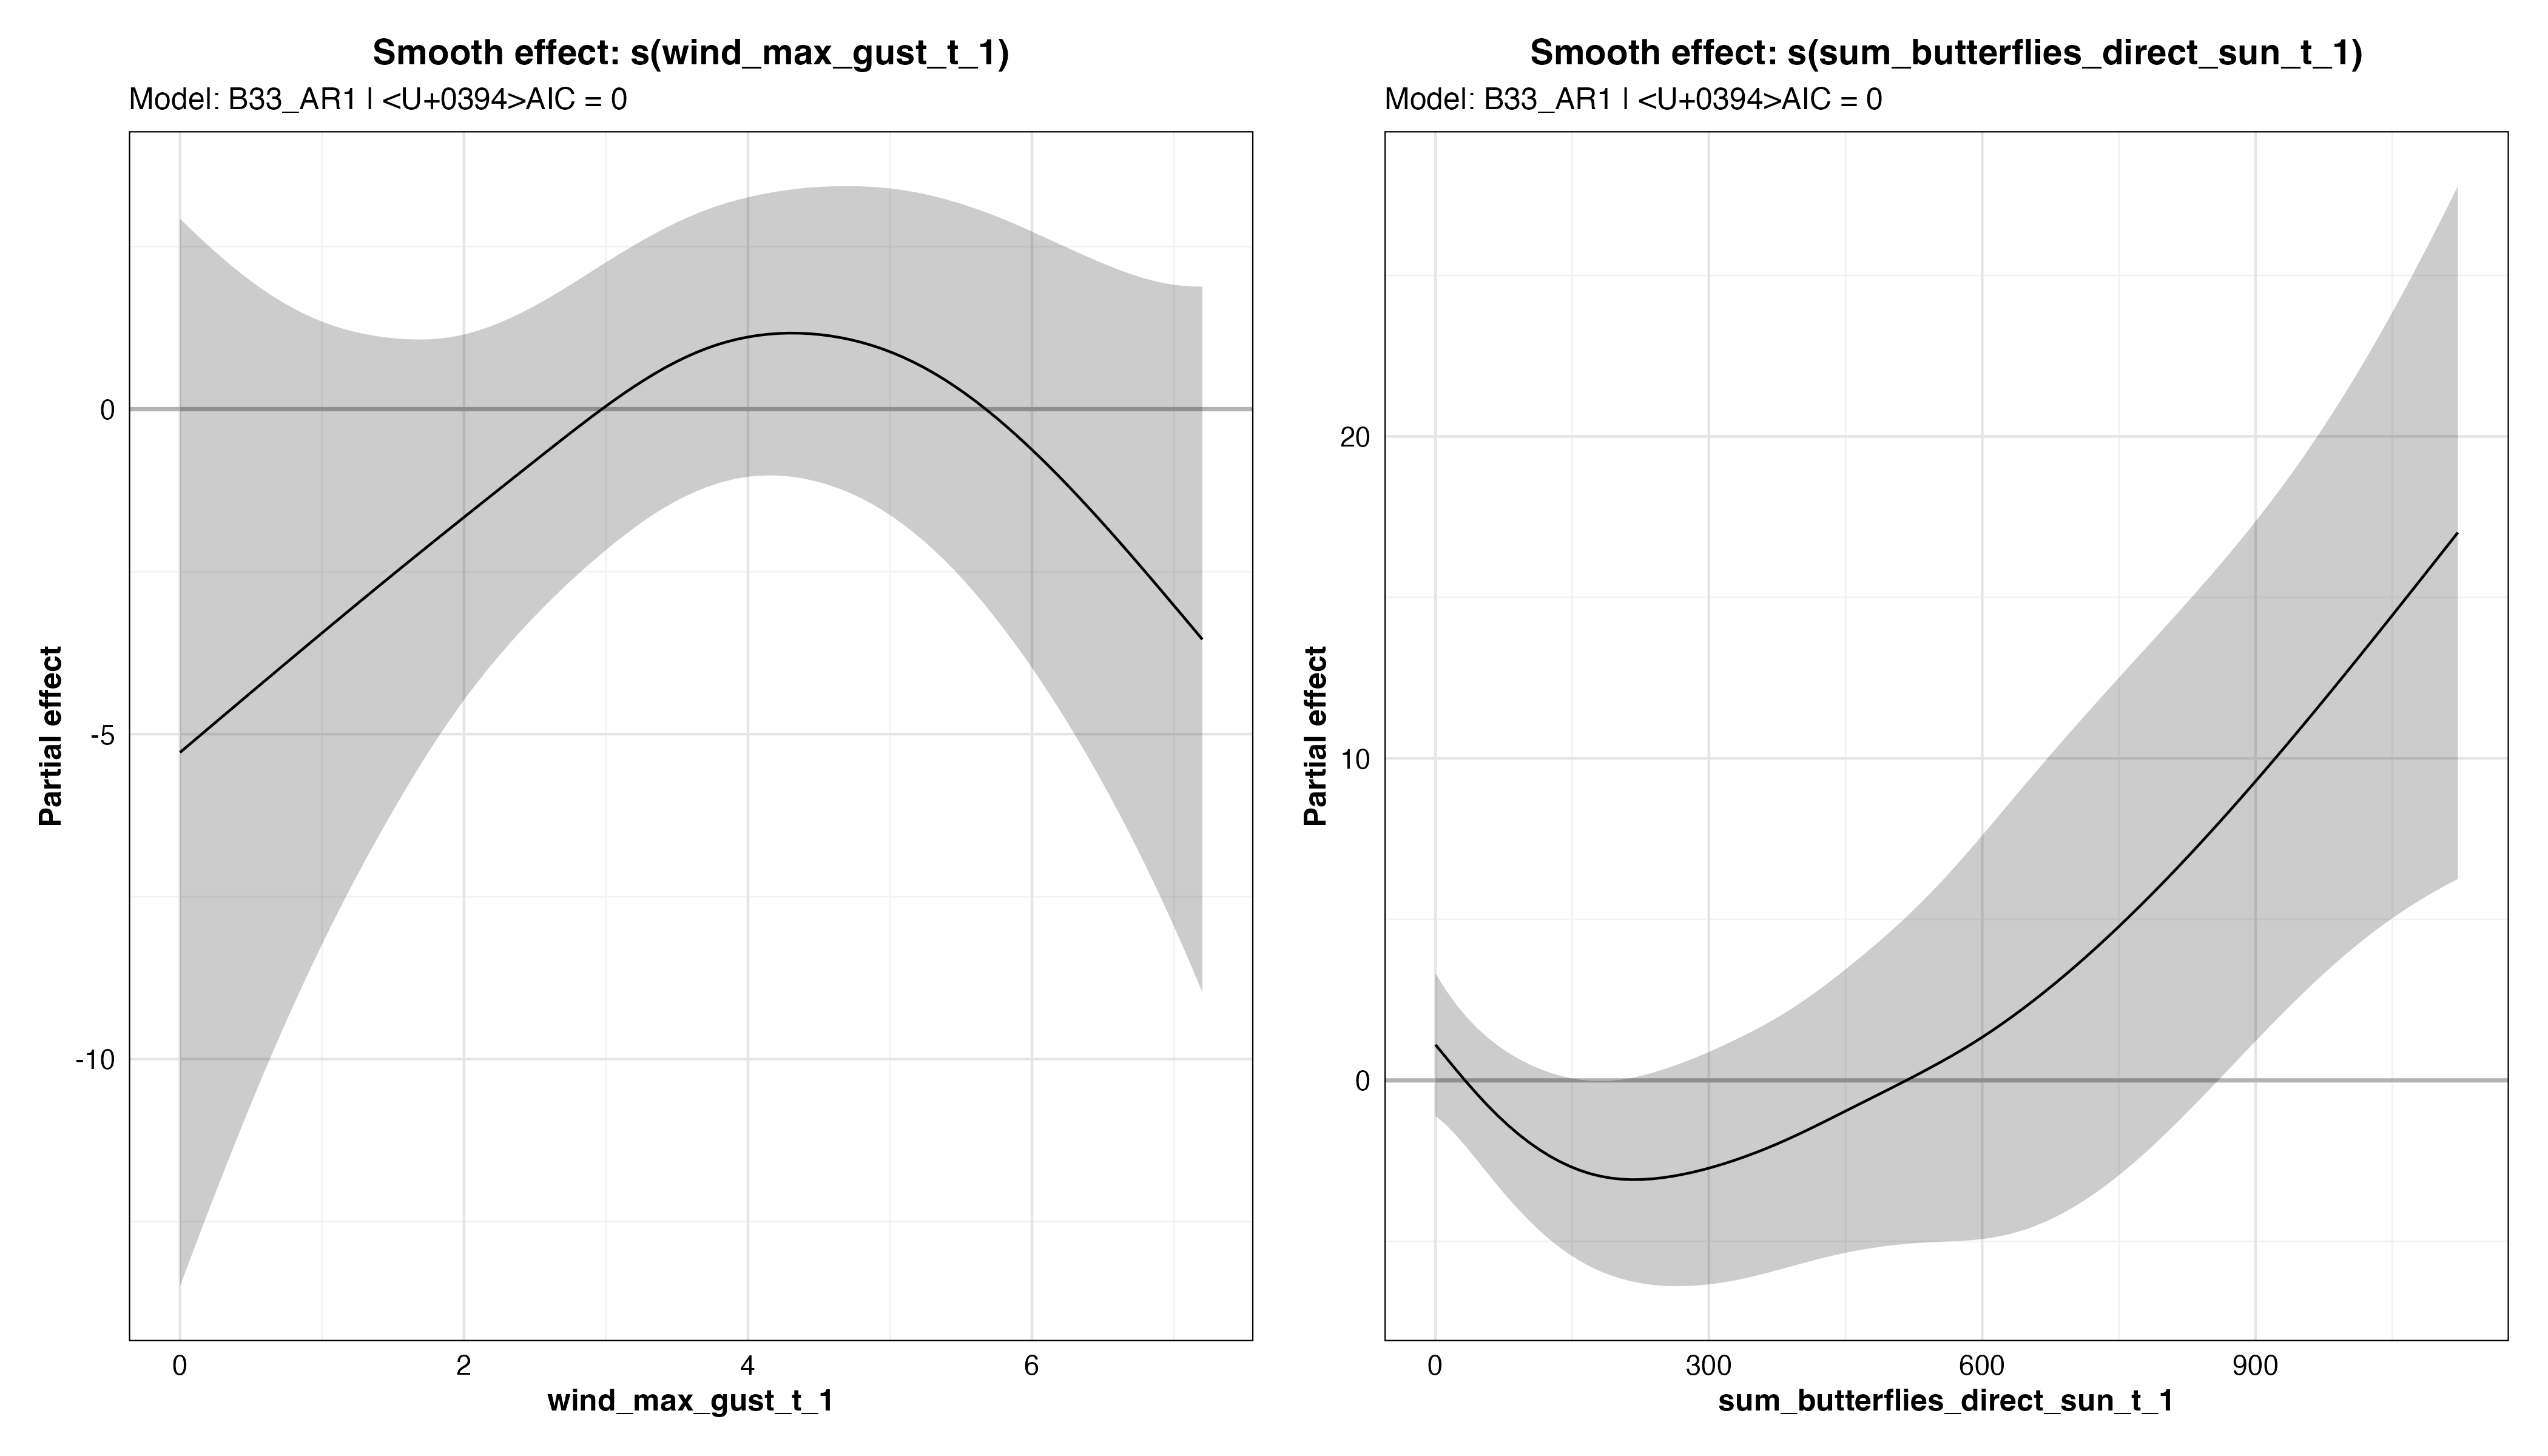 Smooth effect: s(wind_max_gust_t_1)
Model: B33_AR1 | <U+0394>AIC = 0
Partial effect
0
-5
-10
0
2
4
6
wind_max_gust_t_1
Smooth effect: s(sum_butterflies_direct_sun_t_1)
Model: B33_AR1 | <U+0394>AIC = 0
Partial effect
20
10
0
0
300
600
900
sum_butterflies_direct_sun_t_1